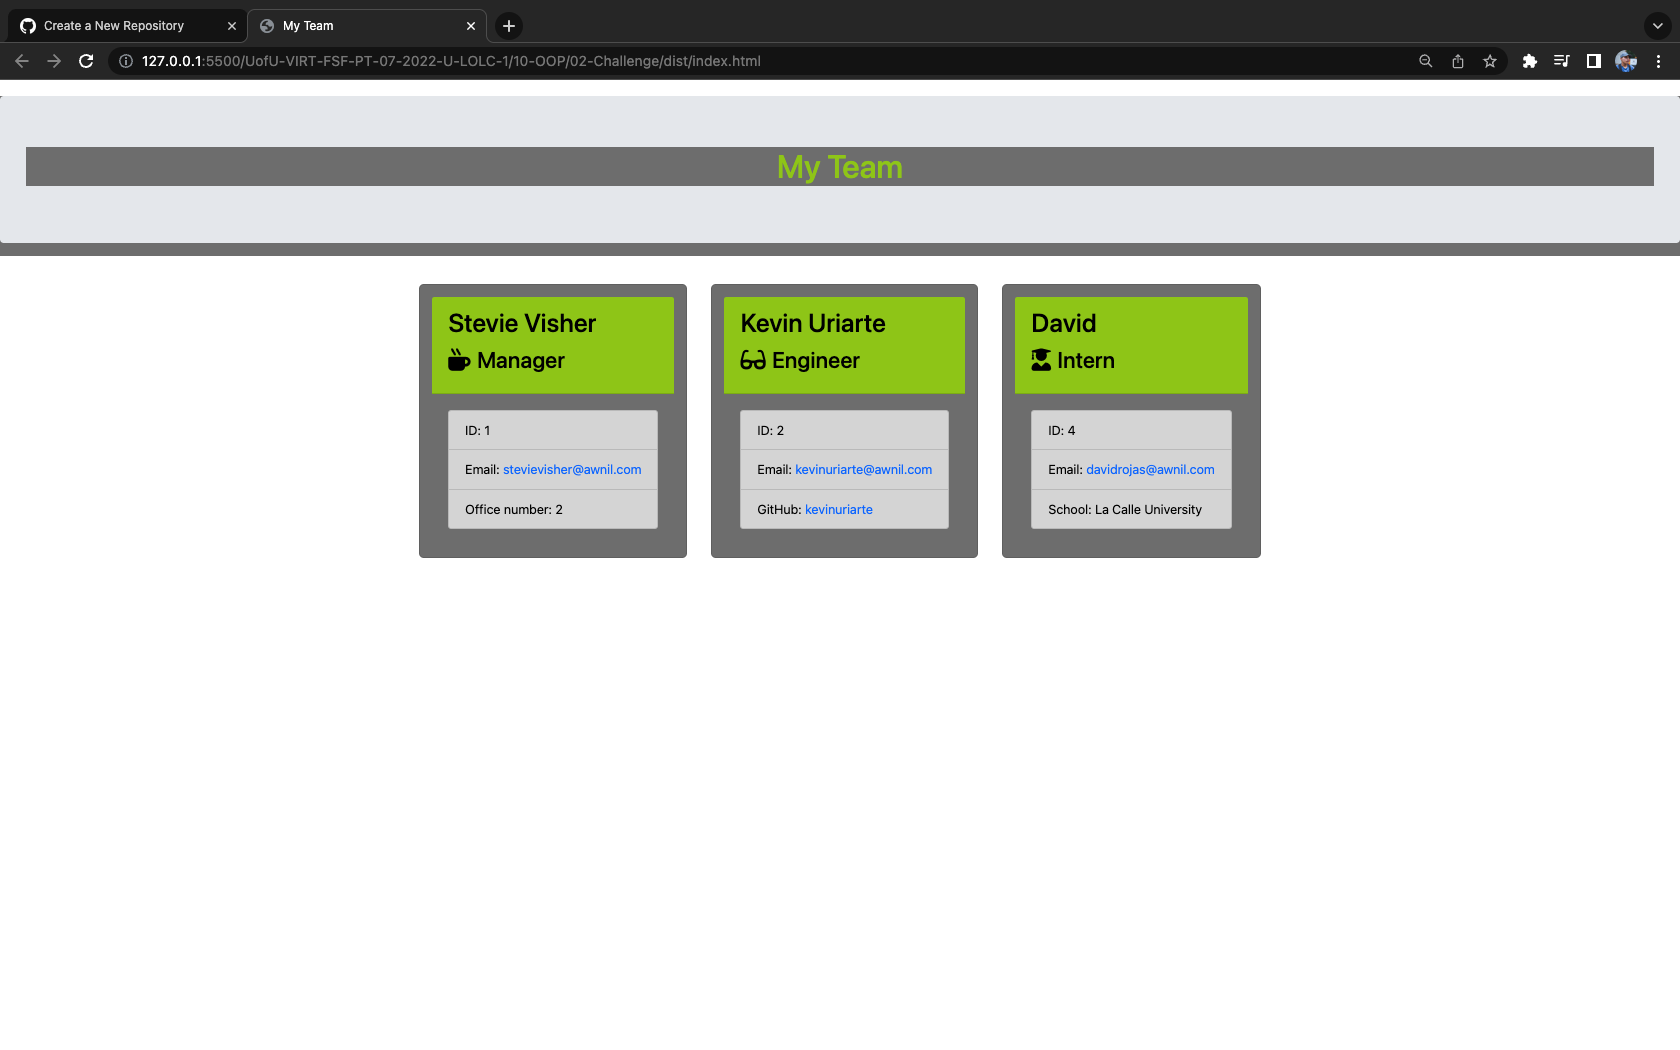 Create a New Repository
My Team
127.0.0.1:5500/UofU-VIRT-FSF-PT-07-2022-U-LOLC-1/10-OOP/02-Challenge/dist/index.html
My Team
Stevie Visher
Manager
ID: 1
Email: stevievisher@awnil.com
Office number: 2
Kevin Uriarte
Engineer
ID: 2
Email: kevinuriarte@awnil.com
GitHub: kevinuriarte
David
Intern
ID: 4
Email: davidrojas@awnil.com
School: La Calle University